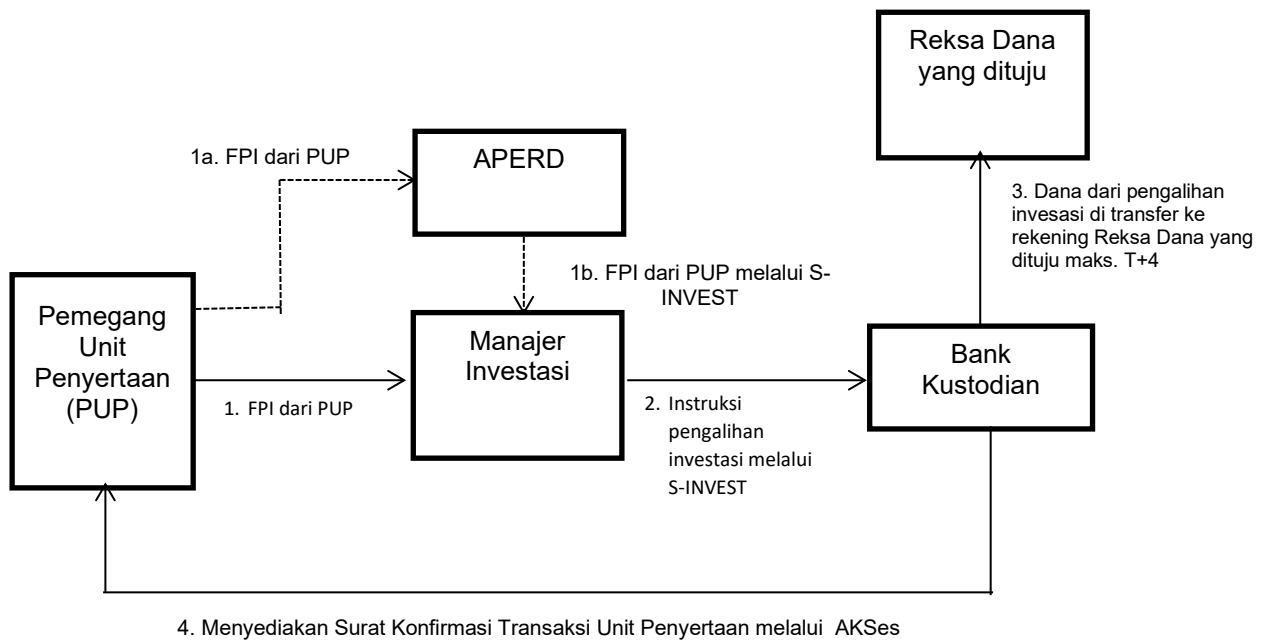 Reksa Dana
yang dituju
1a. FPI dari PUP
APERD
3. Dana dari pengalihan
invesasi di transfer ke
rekening Reksa Dana yang
dituju maks. T+4
1b. FPI dari PUP melalui S-
INVEST
Pemegang
Unit
Penyertaan
(PUP)
Manajer
Investasi
Bank
Kustodian
1. FPI dari PUP
2. Instruksi
pengalihan
investasi melalui
S-INVEST
4. Menyediakan Surat Konfirmasi Transaksi Unit Penyertaan melalui AKSes